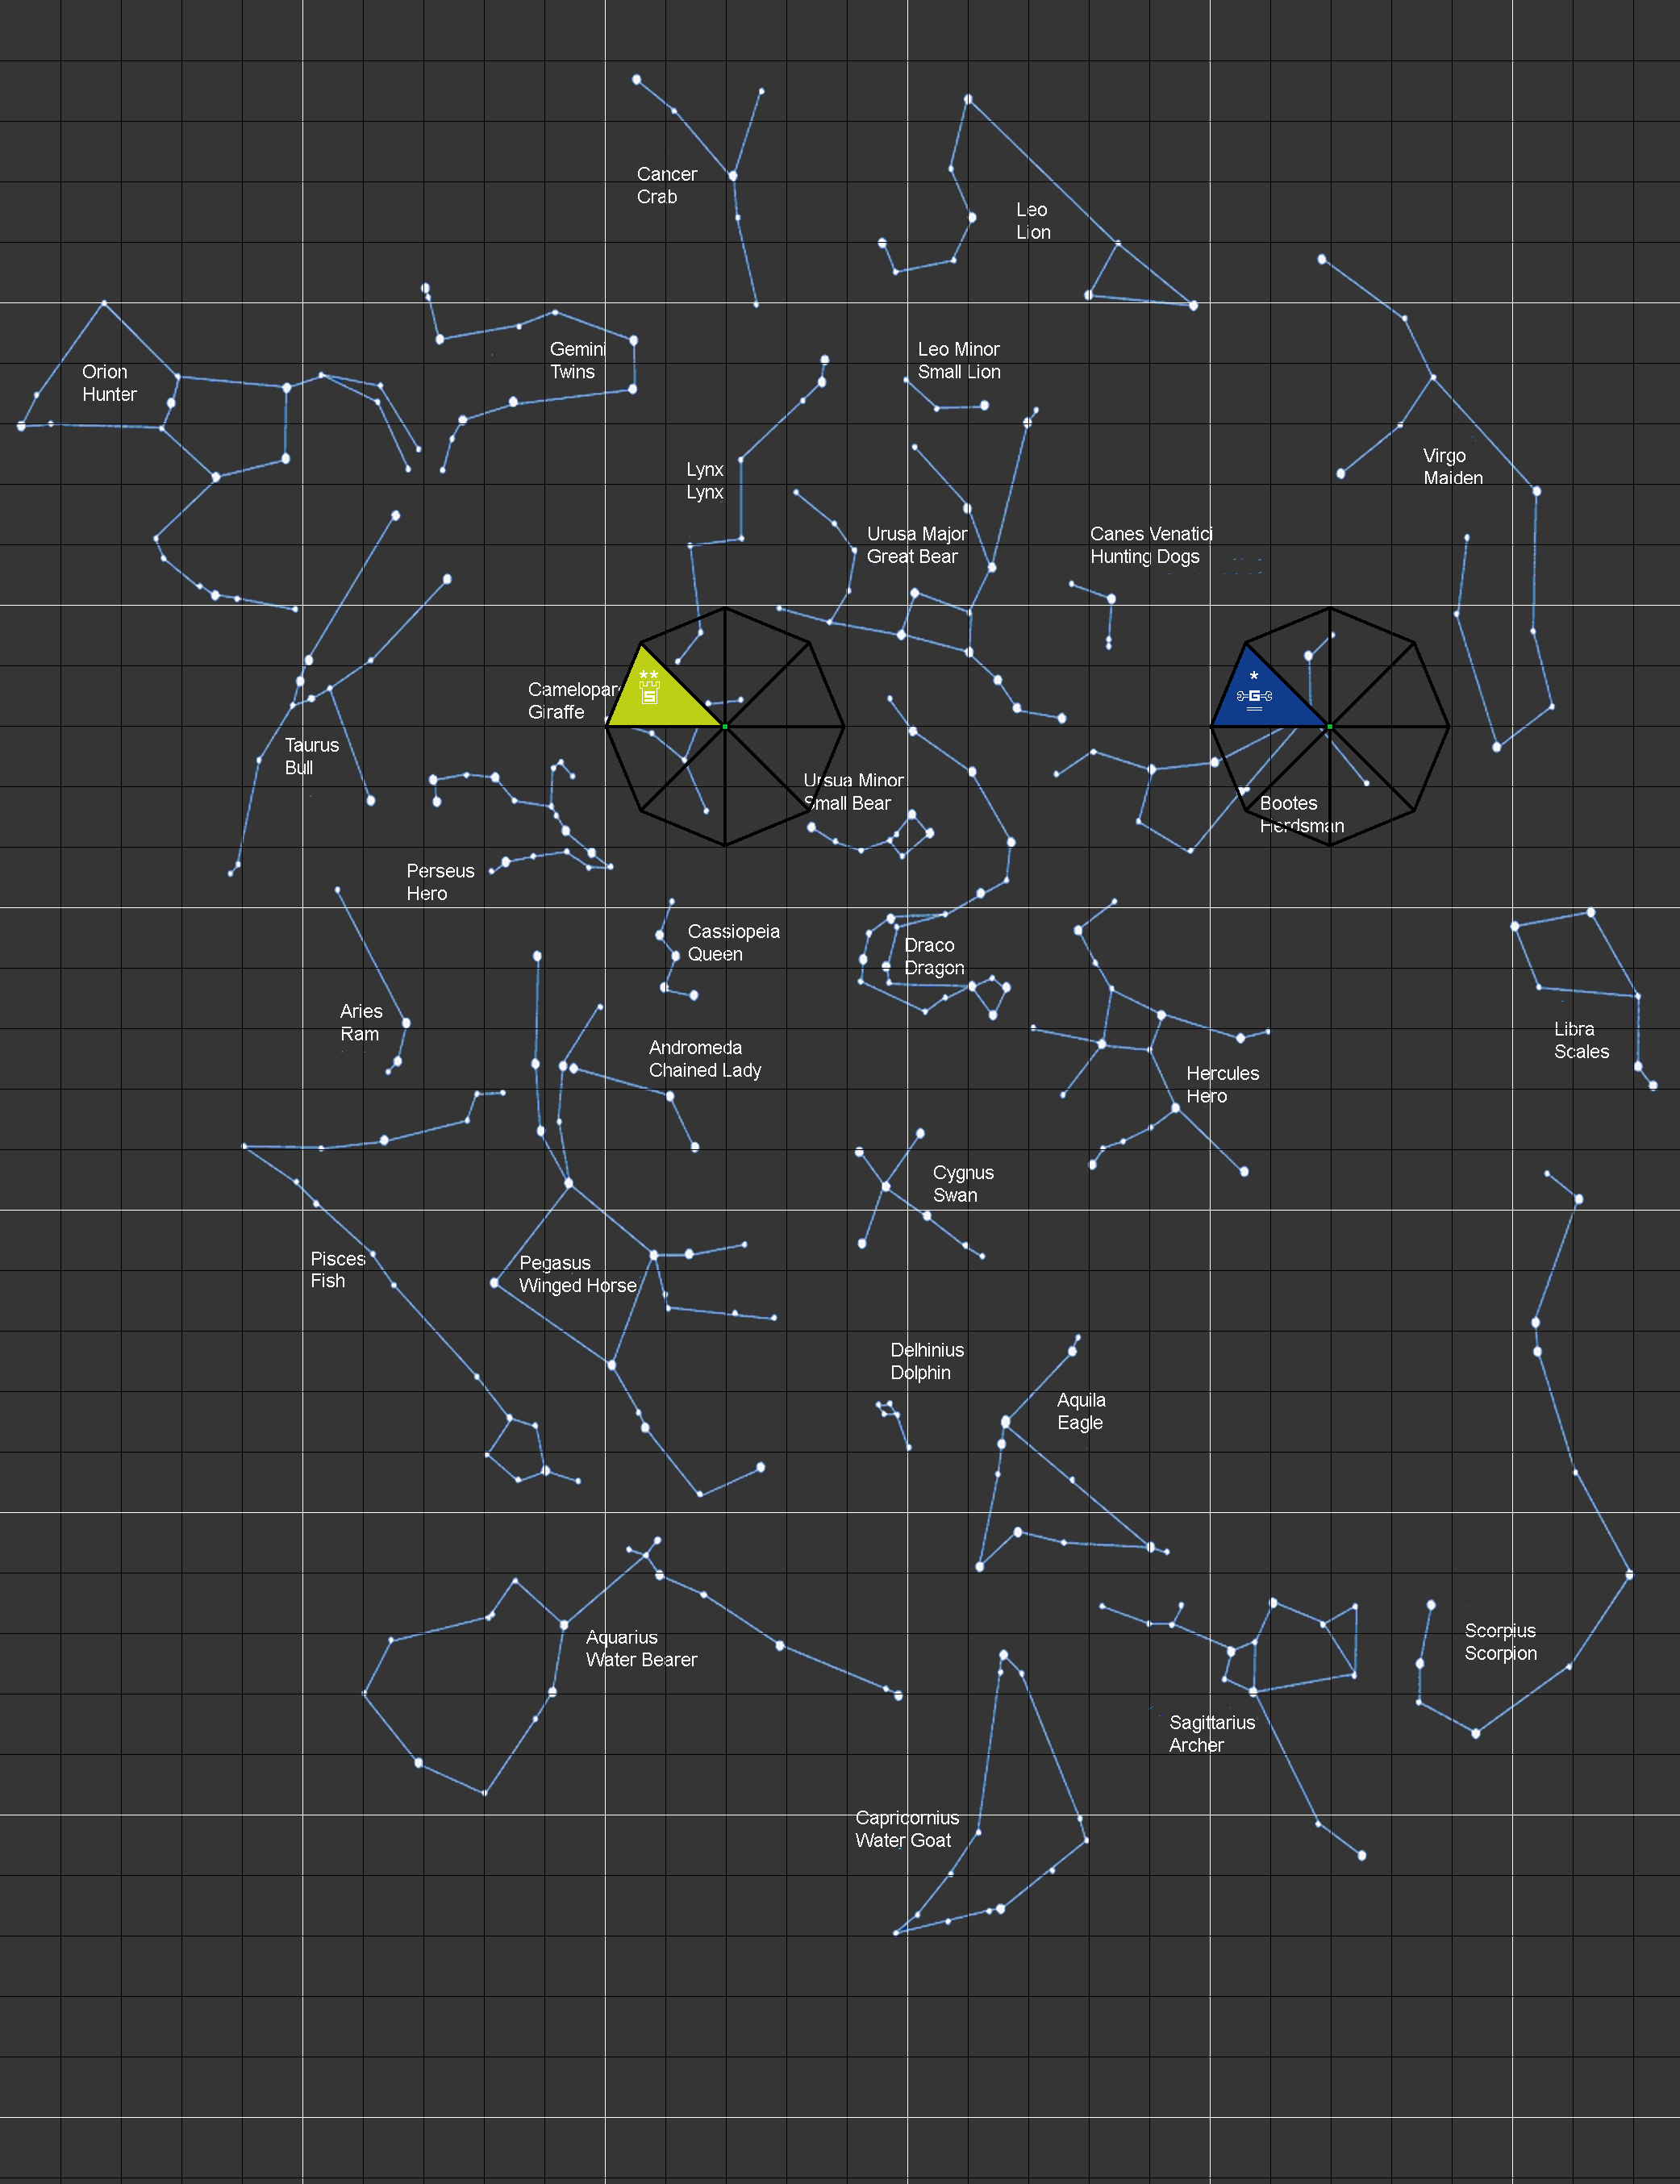 Cancer
Crab
Leo
Lion
Gemini
Twins
Leo Minor
Small Lion
Orion
Hunter
Virgo
Maiden
Lynx
Lynx
Urusa Major
Great Bear
Canes Venatici
Hunting Dogs
**
S
*
G
Camelopar
Giraffe
Taurus
Bull
Ursua Minor
Small Bear
Bootes
Herdsman
Perseus
Hero
Cassiopeia
Queen
Draco
Dragon
Aries
Ram
Libra
Scales
Andromeda
Chained Lady
Hercules
Hero
Cygnus
Swan
Pisces
Fish
Pegasus
Winged Horse
Delhinius
Dolphin
Aquila
Eagle
Aquarius
Water Bearer
Scorpius
Scorpion
Sagittarius
Archer
Capricornius
Water Goat